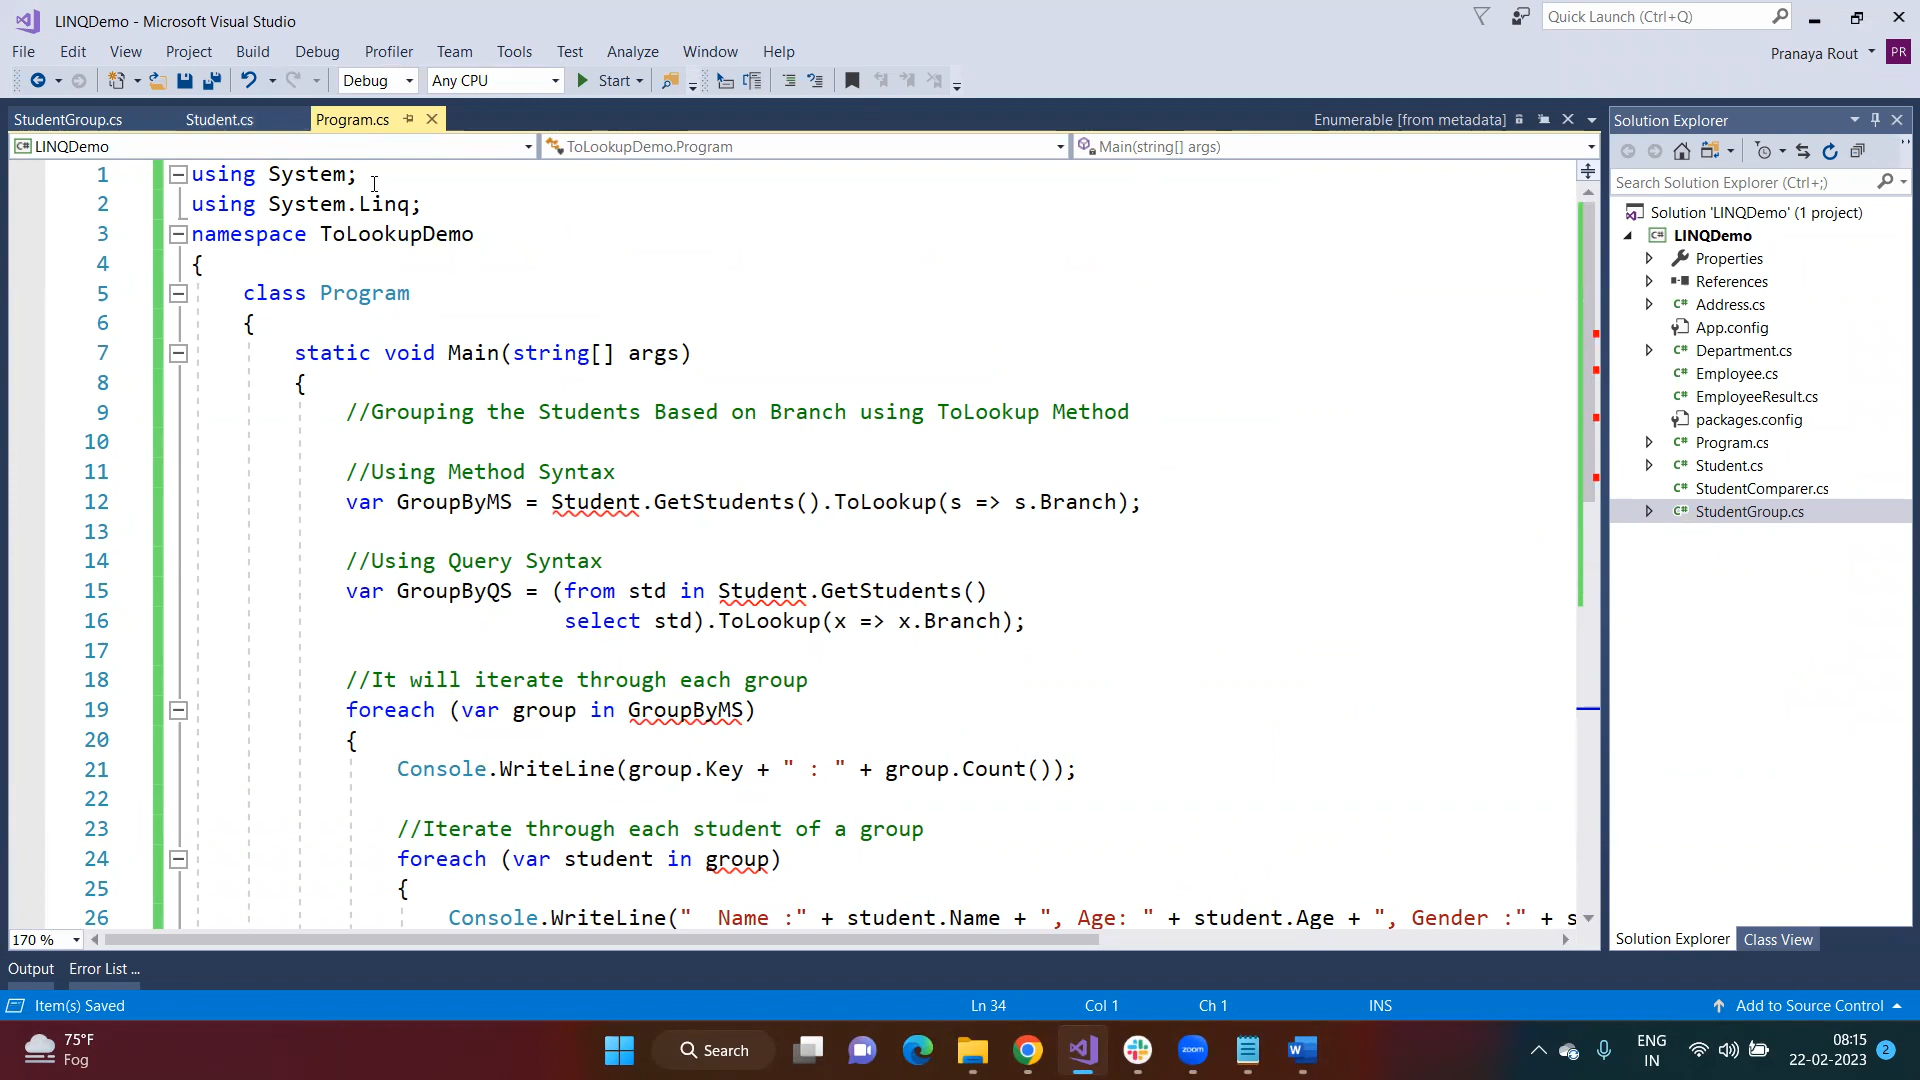 LINQDemo - Microsoft Visual Studio
Quick Launch (Ctrl+Q)
File Edit View Project Build Debug Profiler Team Tools Test Analyze Window Help
Pranaya Rout PR
Debug Any CPU Start
StudentGroup.cs Student.cs Program.cs Enumerable [from metadata]
LINQDemo ToLookupDemo.Program Main(string[] args)
1 using System;
2 using System.Linq;
3 namespace ToLookupDemo
4 {
5 class Program
6 {
7 static void Main(string[] args)
8 {
9 //Grouping the Students Based on Branch using ToLookup Method
10
11 //Using Method Syntax
12 var GroupByMS = Student.GetStudents().ToLookup(s => s.Branch);
13
14 //Using Query Syntax
15 var GroupByQS = (from std in Student.GetStudents()
16 select std).ToLookup(x => x.Branch);
17
18 //It will iterate through each group
19 foreach (var group in GroupByMS)
20 {
21 Console.WriteLine(group.Key + " : " + group.Count());
22
23 //Iterate through each student of a group
24 foreach (var student in group)
25 {
26 Console.WriteLine("  Name :" + student.Name + ", Age: " + student.Age + ", Gender :" + s
170 %
Solution Explorer
Search Solution Explorer (Ctrl+;)
Solution 'LINQDemo' (1 project)
LINQDemo
Properties
References
Address.cs
App.config
Department.cs
Employee.cs
EmployeeResult.cs
packages.config
Program.cs
Student.cs
StudentComparer.cs
StudentGroup.cs
Solution Explorer Class View
Output Error List ...
Item(s) Saved Ln 34 Col 1 Ch 1 INS Add to Source Control
75°F
Fog
Search
zoom
ENG
IN
08:15
22-02-2023
2